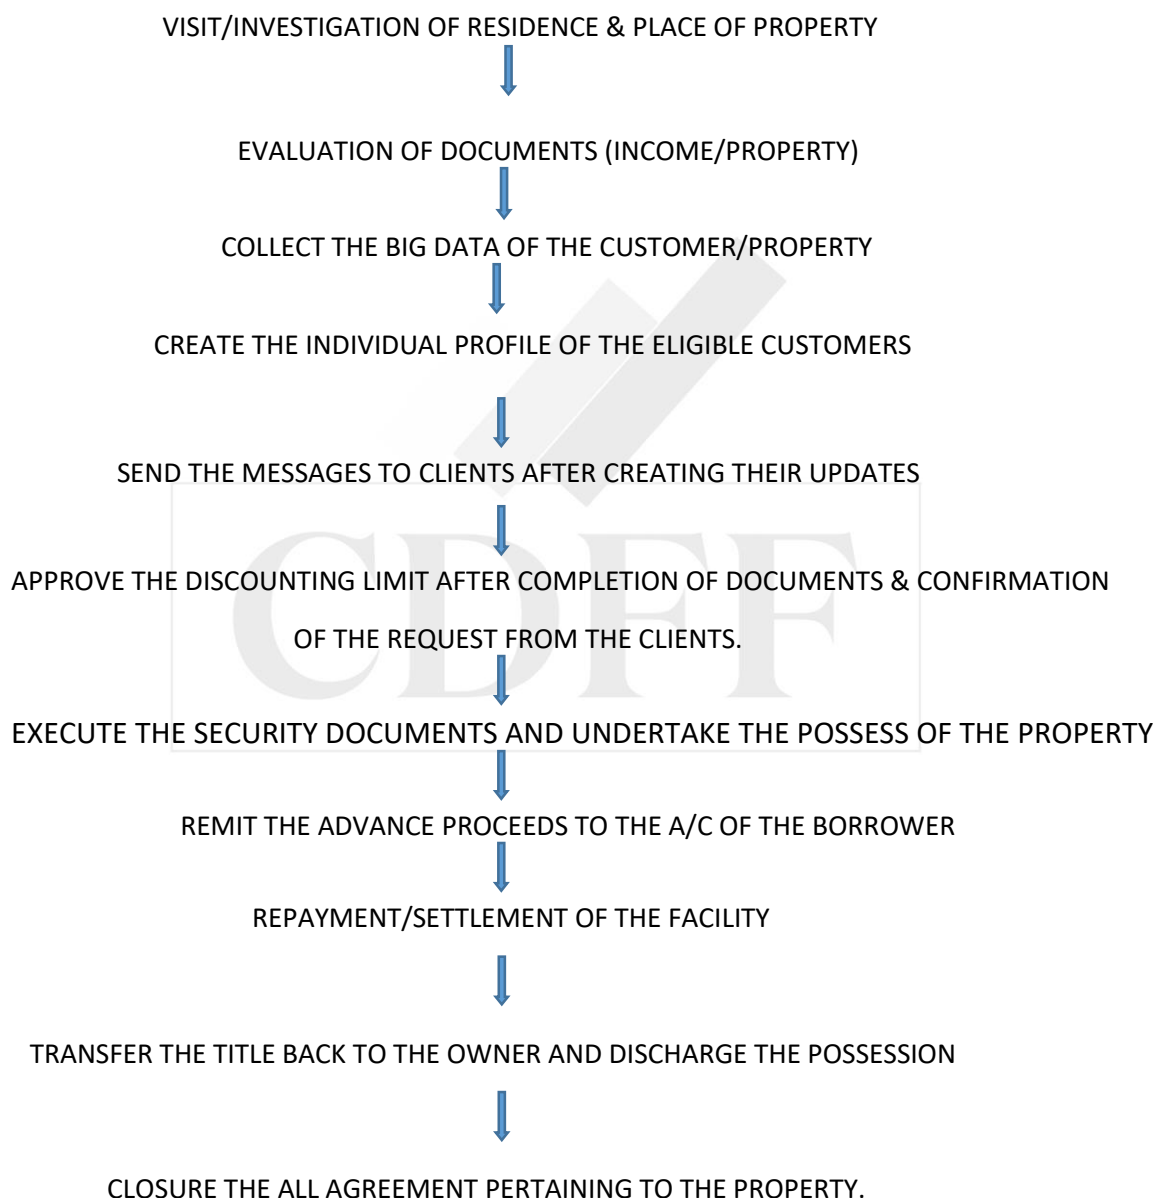 VISIT/INVESTIGATION OF RESIDENCE & PLACE OF PROPERTY
EVALUATION OF DOCUMENTS (INCOME/PROPERTY)
COLLECT THE BIG DATA OF THE CUSTOMER/PROPERTY
CREATE THE INDIVIDUAL PROFILE OF THE ELIGIBLE CUSTOMERS
SEND THE MESSAGES TO CLIENTS AFTER CREATING THEIR UPDATES
APPROVE THE DISCOUNTING LIMIT AFTER COMPLETION OF DOCUMENTS & CONFIRMATION
OF THE REQUEST FROM THE CLIENTS.
CDFF
EXECUTE THE SECURITY DOCUMENTS AND UNDERTAKE THE POSSESS OF THE PROPERTY
REMIT THE ADVANCE PROCEEDS TO THE A/C OF THE BORROWER
REPAYMENT/SETTLEMENT OF THE FACILITY
TRANSFER THE TITLE BACK TO THE OWNER AND DISCHARGE THE POSSESSION
CLOSURE THE ALL AGREEMENT PERTAINING TO THE PROPERTY.